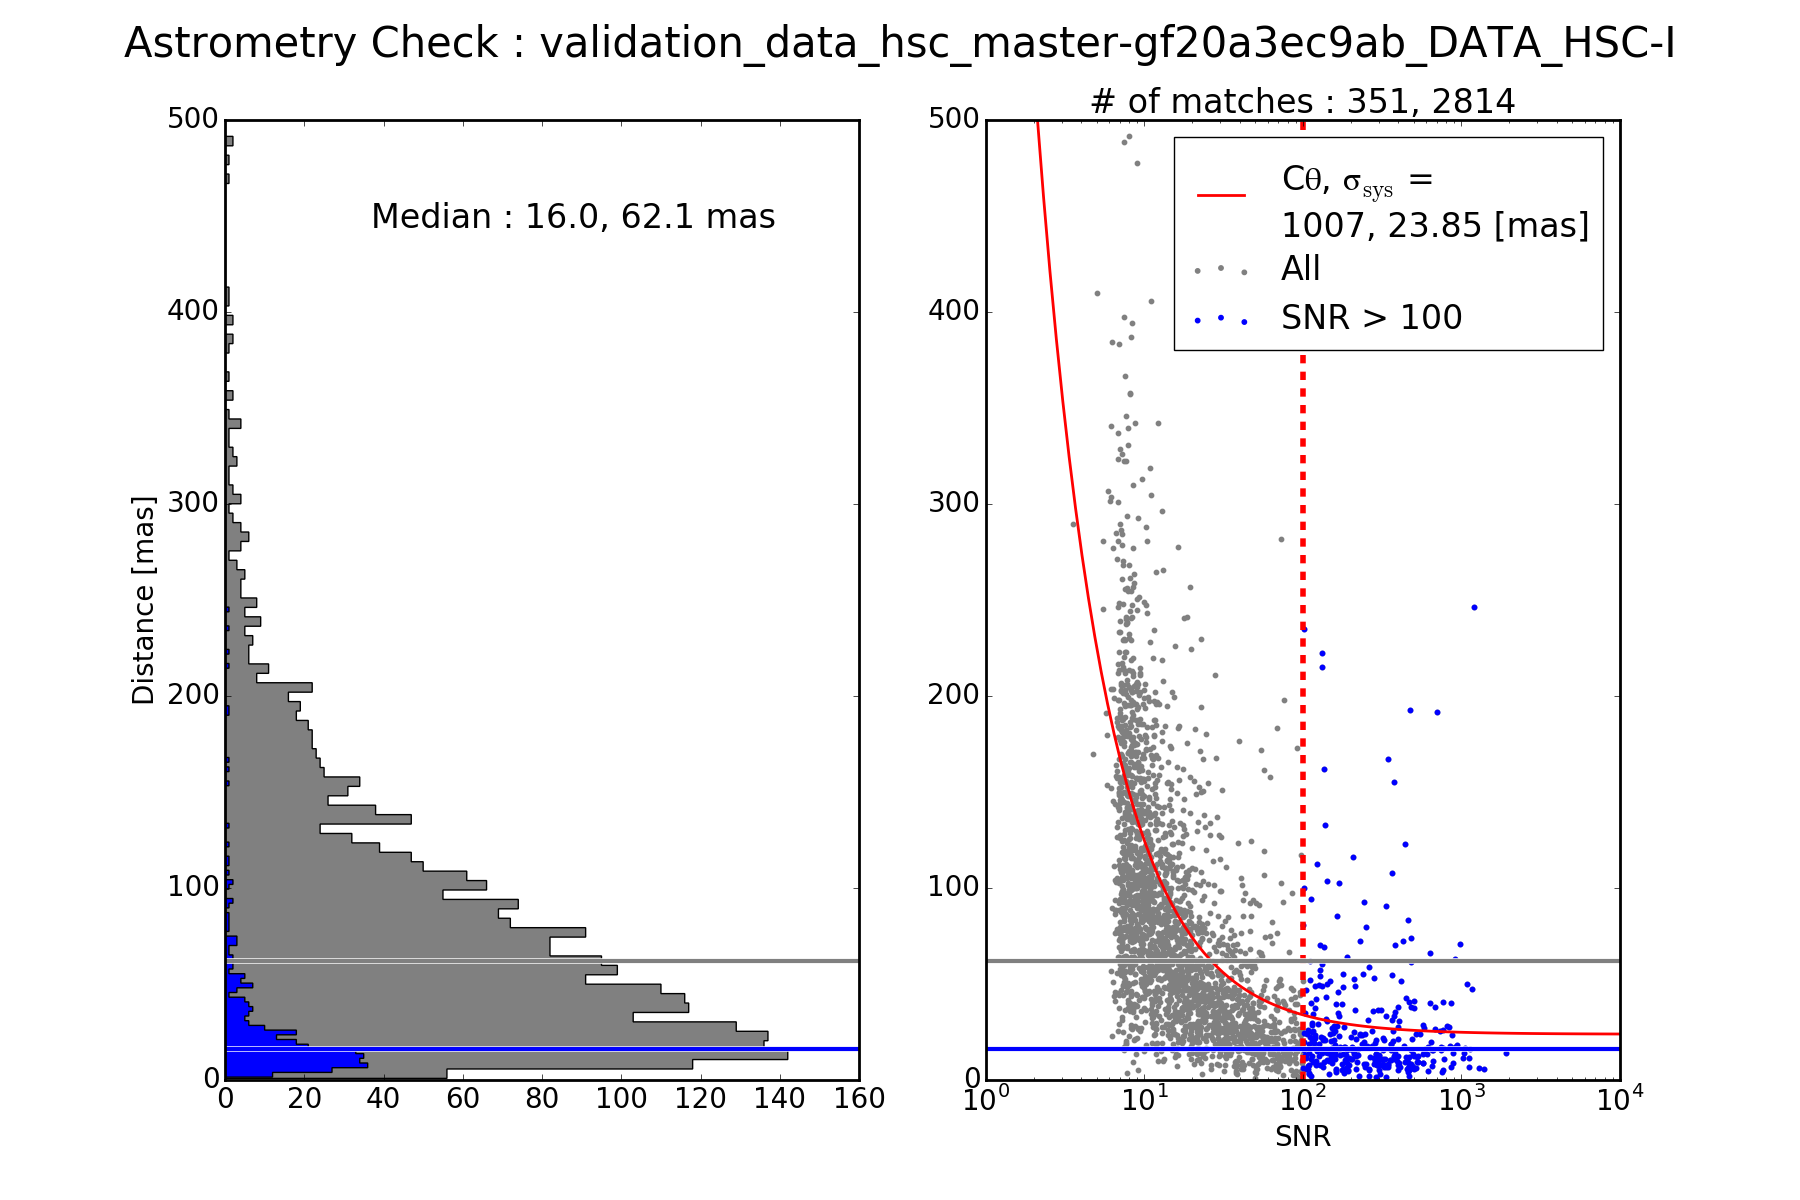 Astrometry Check : validation_data_hsc_master-gf20a3ec9ab_DATA_HSC-I
Median : 16.0, 62.1 mas
Distance [mas]
500
400
300
200
100
0
0 20 40 60 80 100 120 140 160
# of matches : 351, 2814
Cθ, σ_sys =
1007, 23.85 [mas]
All
SNR > 100
500
400
300
200
100
0
10^0 10^1 10^2 10^3 10^4
SNR